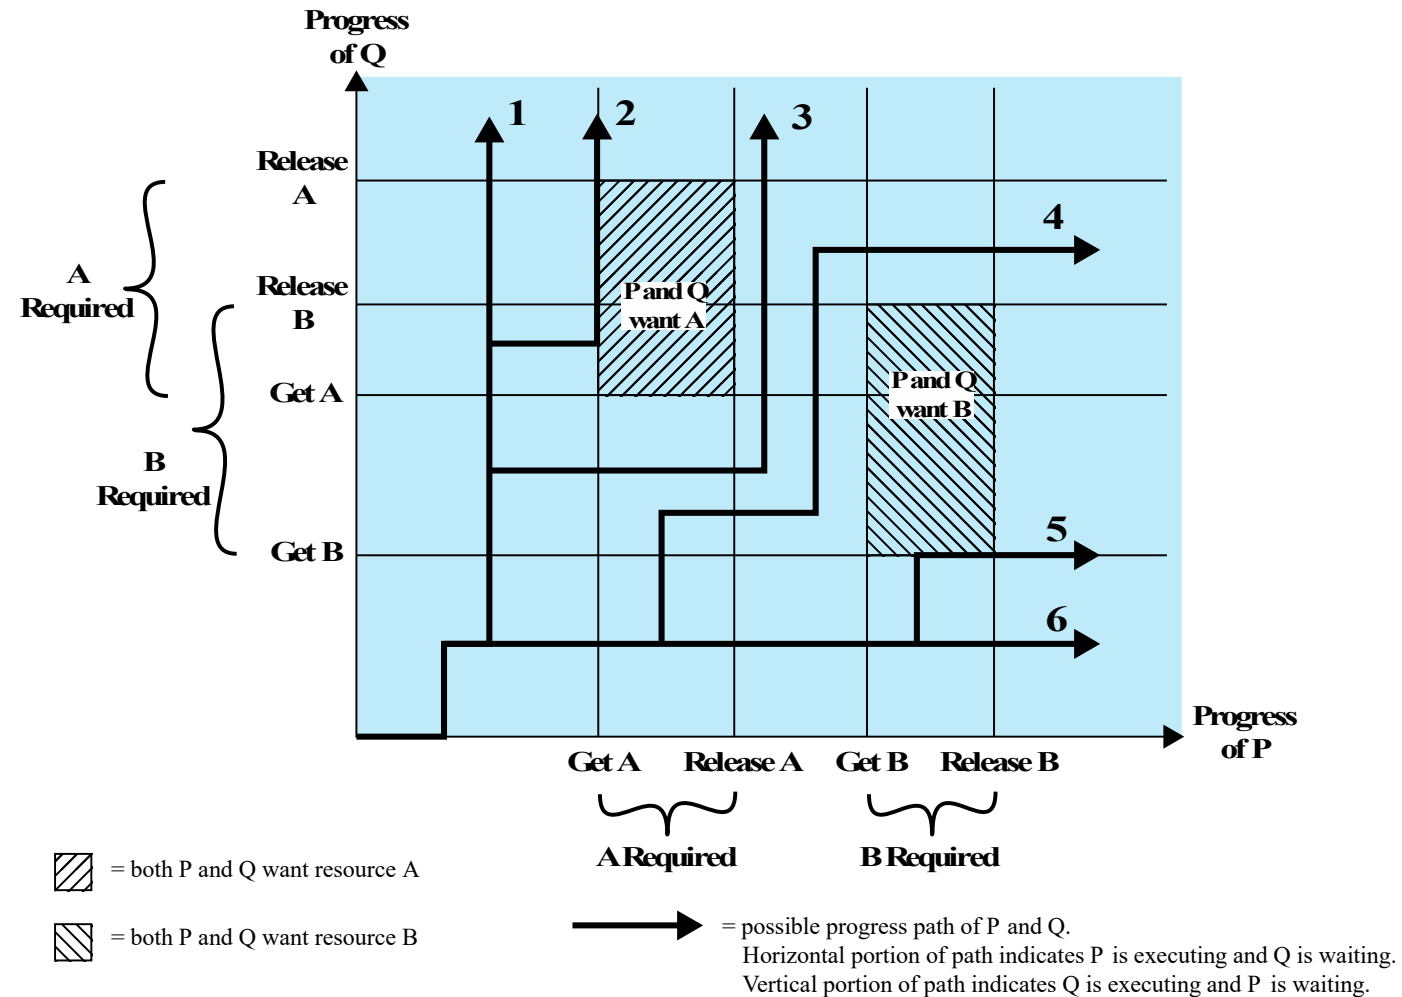 Progress
of Q
1
2
3
Release
A
4
A
Required
Release
B
P and Q
want A
Get A
P and Q
want B
B
Required
Get B
5
6
Progress
of P
Get A
Release A
Get B
Release B
A Required
B Required
= both P and Q want resource A
= both P and Q want resource B
= possible progress path of P and Q.
Horizontal portion of path indicates P is executing and Q is waiting.
Vertical portion of path indicates Q is executing and P is waiting.